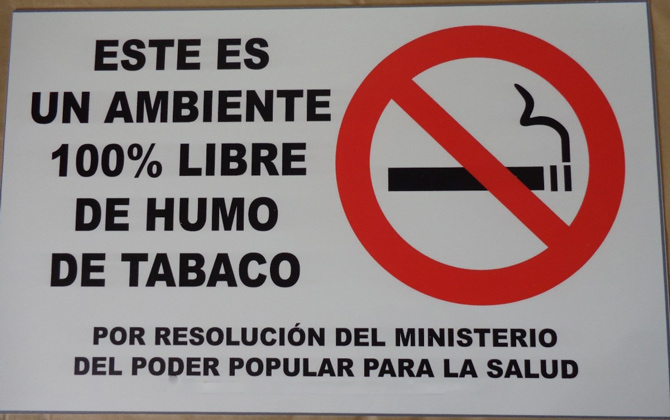 ESTE ES
UN AMBIENTE
100% LIBRE
DE HUMO
DE TABACO
POR RESOLUCIÓN DEL MINISTERIO
DEL PODER POPULAR PARA LA SALUD